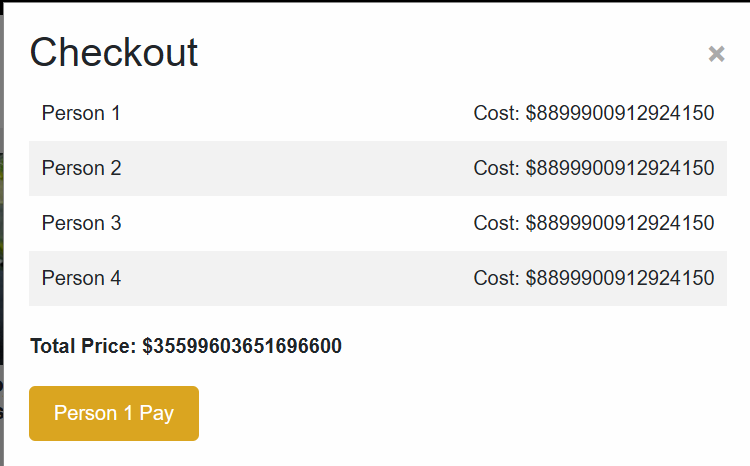 Checkout ×
Person 1 Cost: $8899900912924150
Person 2 Cost: $8899900912924150
Person 3 Cost: $8899900912924150
Person 4 Cost: $8899900912924150
Total Price: $35599603651696600
Person 1 Pay